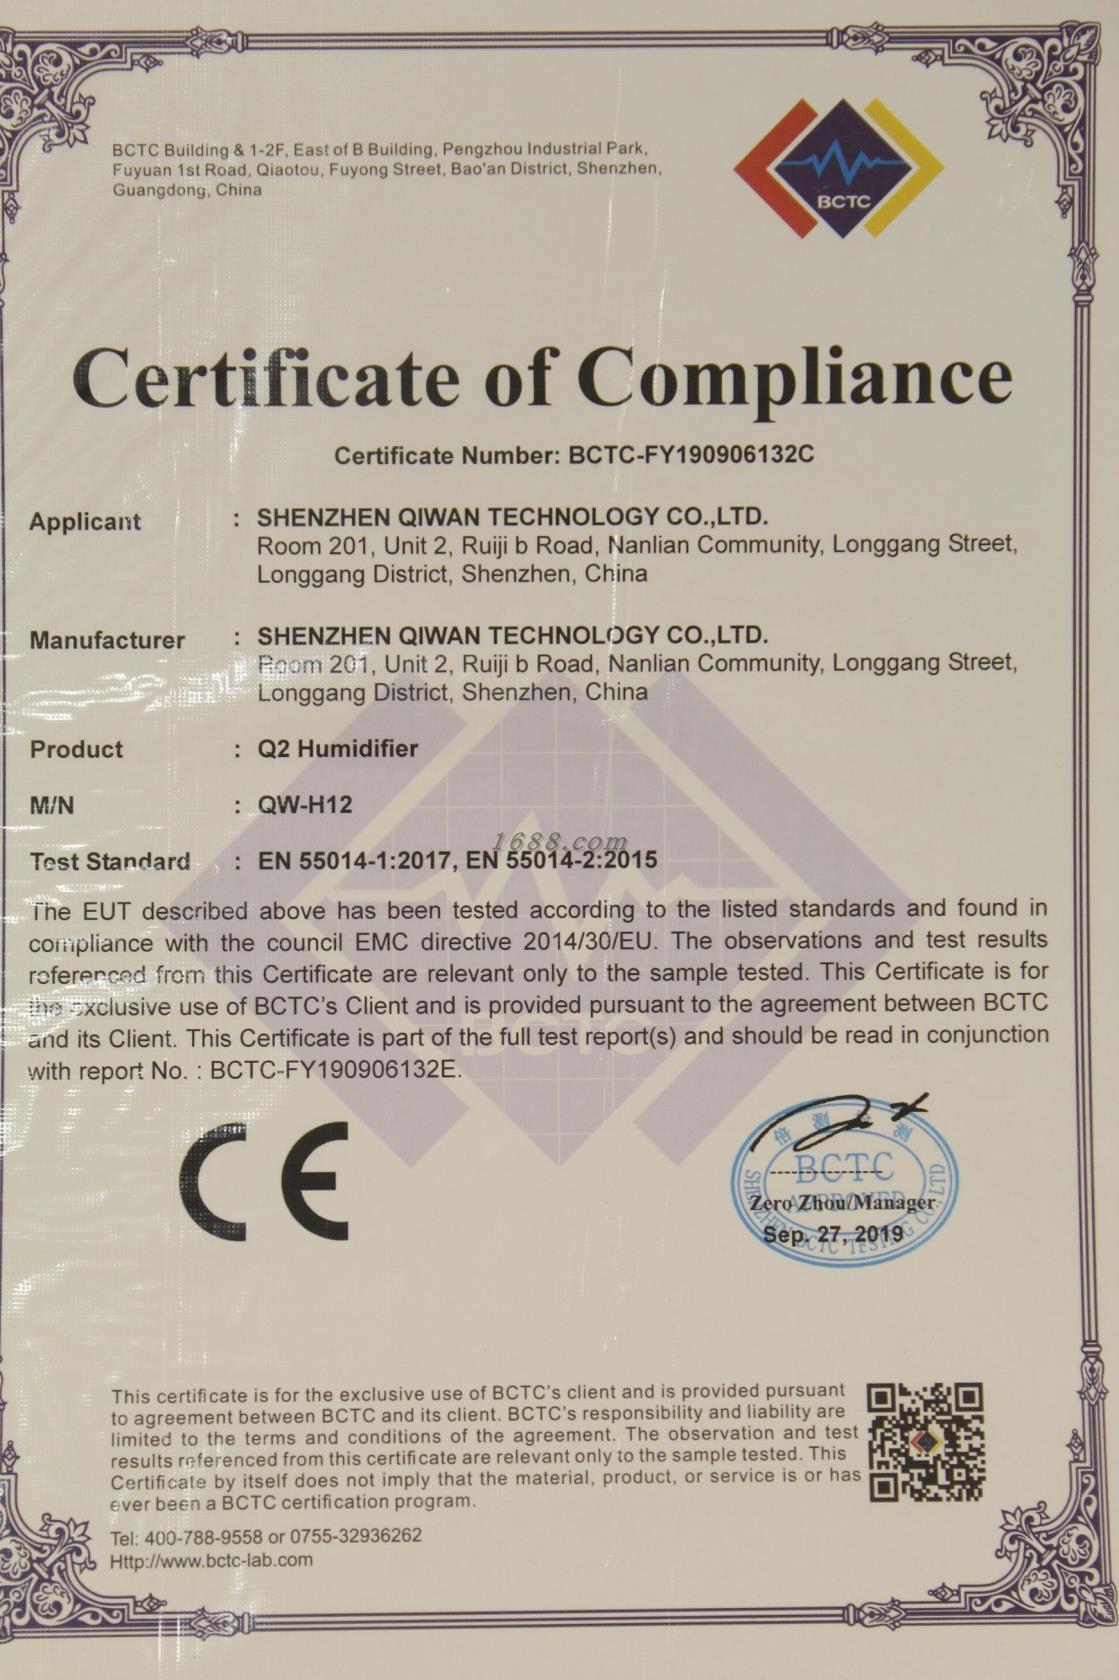 BCTC Building & 1-2F, East of B Building, Pengzhou Industrial Park,
Fuyuan 1st Road, Qiaotou, Fuyong Street, Bao'an District, Shenzhen,
Guangdong, China
BCTC
Certificate of Compliance
Certificate Number: BCTC-FY190906132C
Applicant : SHENZHEN QIWAN TECHNOLOGY CO.,LTD.
Room 201, Unit 2, Ruiji b Road, Nanlian Community, Longgang Street,
Longgang District, Shenzhen, China
Manufacturer : SHENZHEN QIWAN TECHNOLOGY CO.,LTD.
Room 201, Unit 2, Ruiji b Road, Nanlian Community, Longgang Street,
Longgang District, Shenzhen, China
Product : Q2 Humidifier
M/N : QW-H12
1688.com
Test Standard : EN 55014-1:2017, EN 55014-2:2015
The EUT described above has been tested according to the listed standards and found in
compliance with the council EMC directive 2014/30/EU. The observations and test results
referenced from this Certificate are relevant only to the sample tested. This Certificate is for
the exclusive use of BCTC's Client and is provided pursuant to the agreement between BCTC
and its Client. This Certificate is part of the full test report(s) and should be read in conjunction
with report No. : BCTC-FY190906132E.
BCTC
CE
倍测检测
BCTC
APPROVED
SHENZHEN BCTC TESTING CO., LTD
Zero Zhou/Manager
Sep. 27, 2019
This certificate is for the exclusive use of BCTC's client and is provided pursuant
to agreement between BCTC and its client. BCTC's responsibility and liability are
limited to the terms and conditions of the agreement. The observation and test
results referenced from this certificate are relevant only to the sample tested. This
Certificate by itself does not imply that the material, product, or service is or has
ever been a BCTC certification program.
Tel: 400-788-9558 or 0755-32936262
Http://www.bctc-lab.com